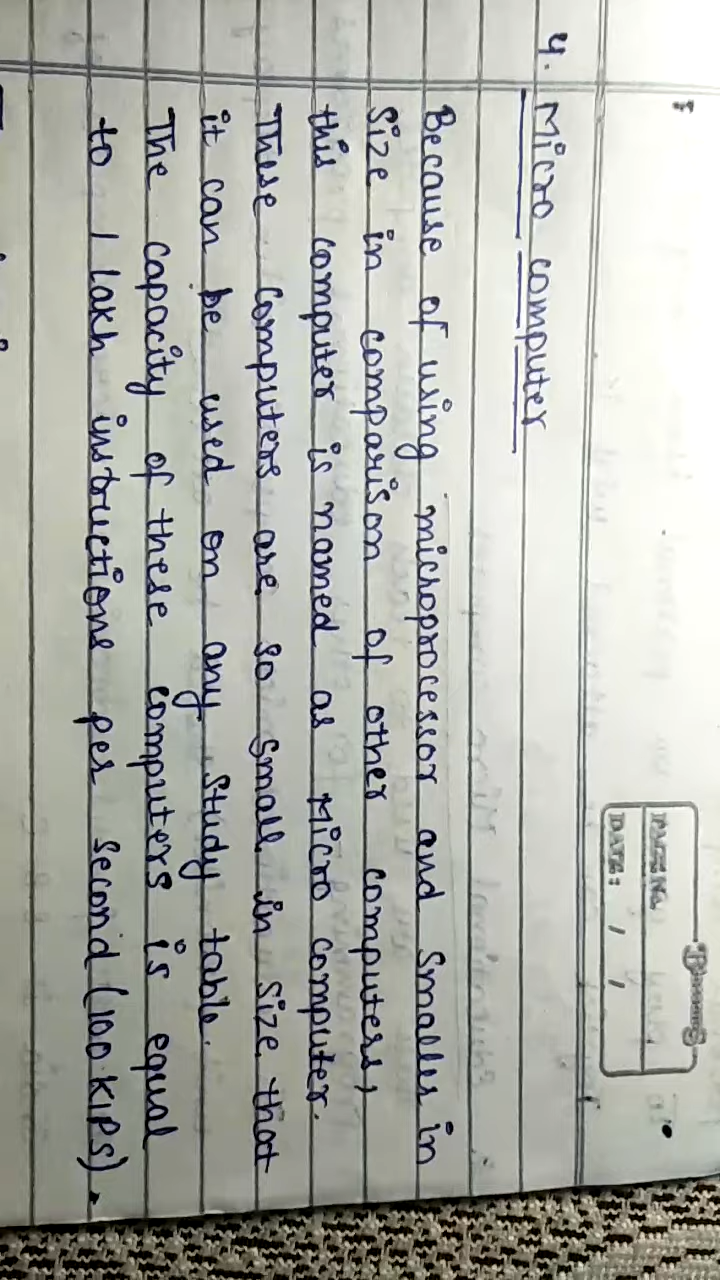 PAGE No.
DATE: / /
4. Micro computer
Because of using microprocessor and smaller in
size in comparison of other computers,
this computer is named as Micro computer.
These computers are so small in size that
it can be used on any study table.
The capacity of these computers is equal
to 1 lakh instructions per second (100 KIPS).